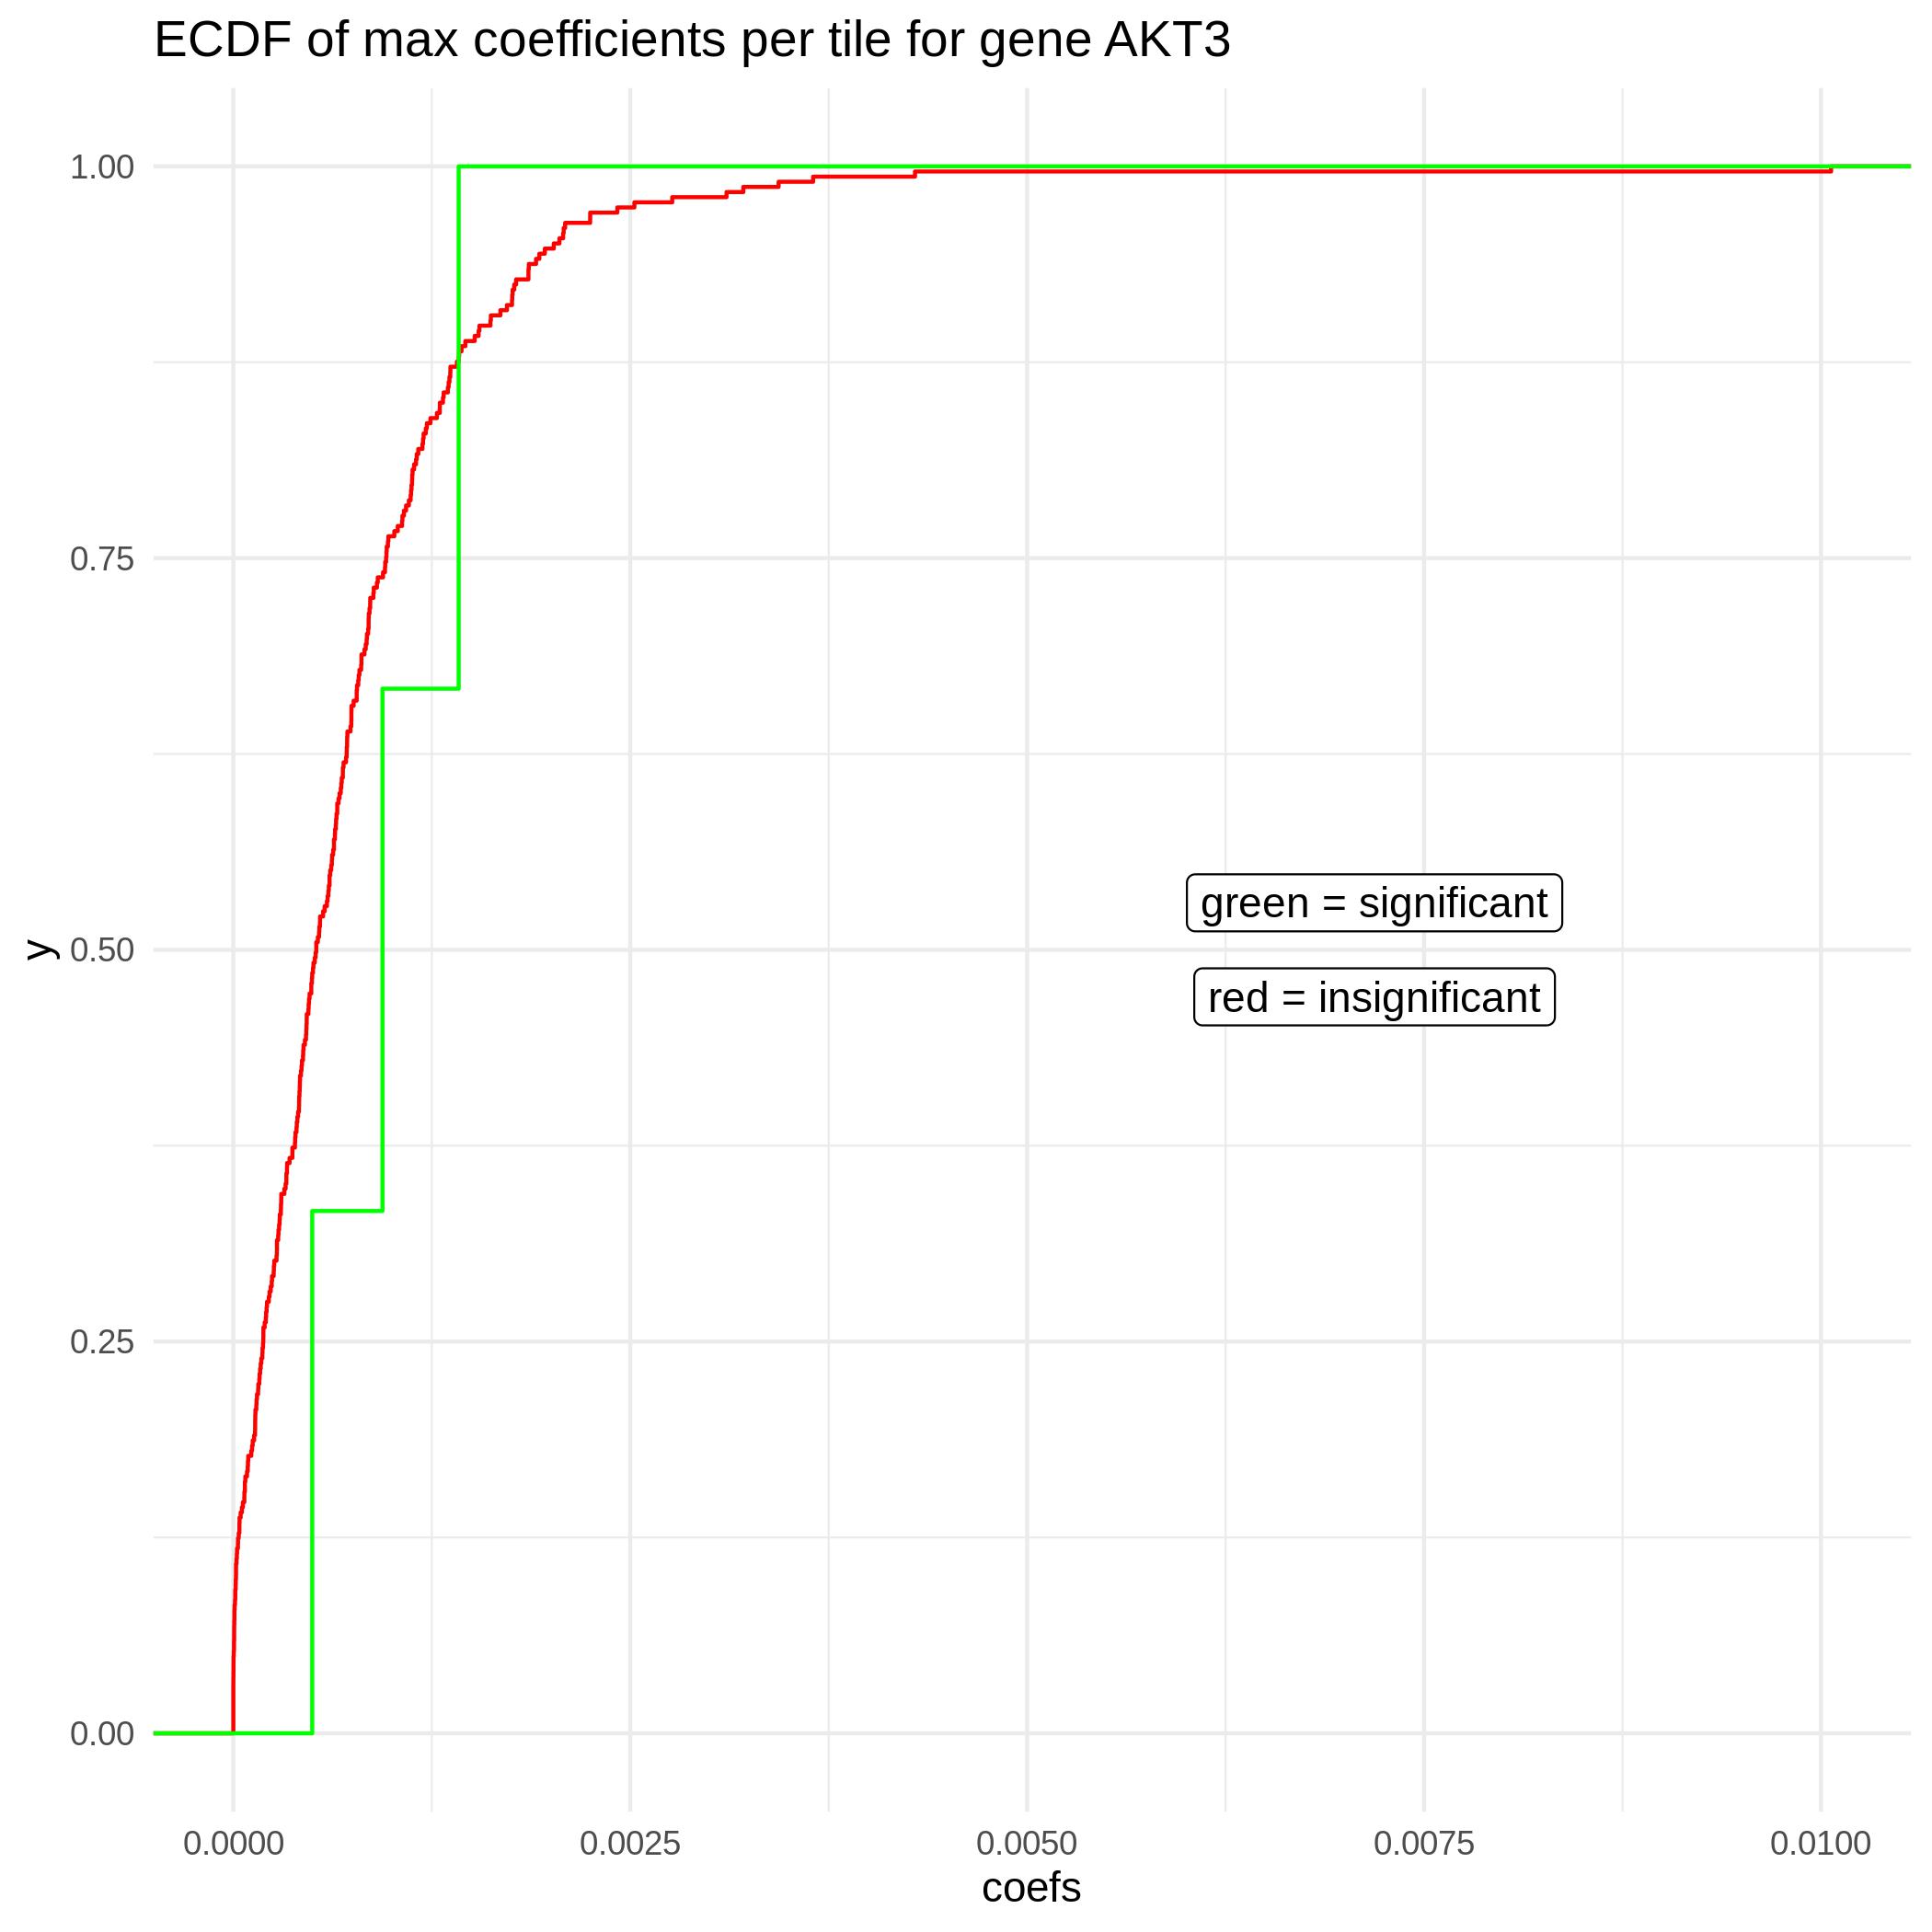 ECDF of max coefficients per tile for gene AKT3
1.00
0.75
green = significant
y
0.50
red = insignificant
0.25
0.00
0.0000 0.0025 0.0050 0.0075 0.0100
coefs